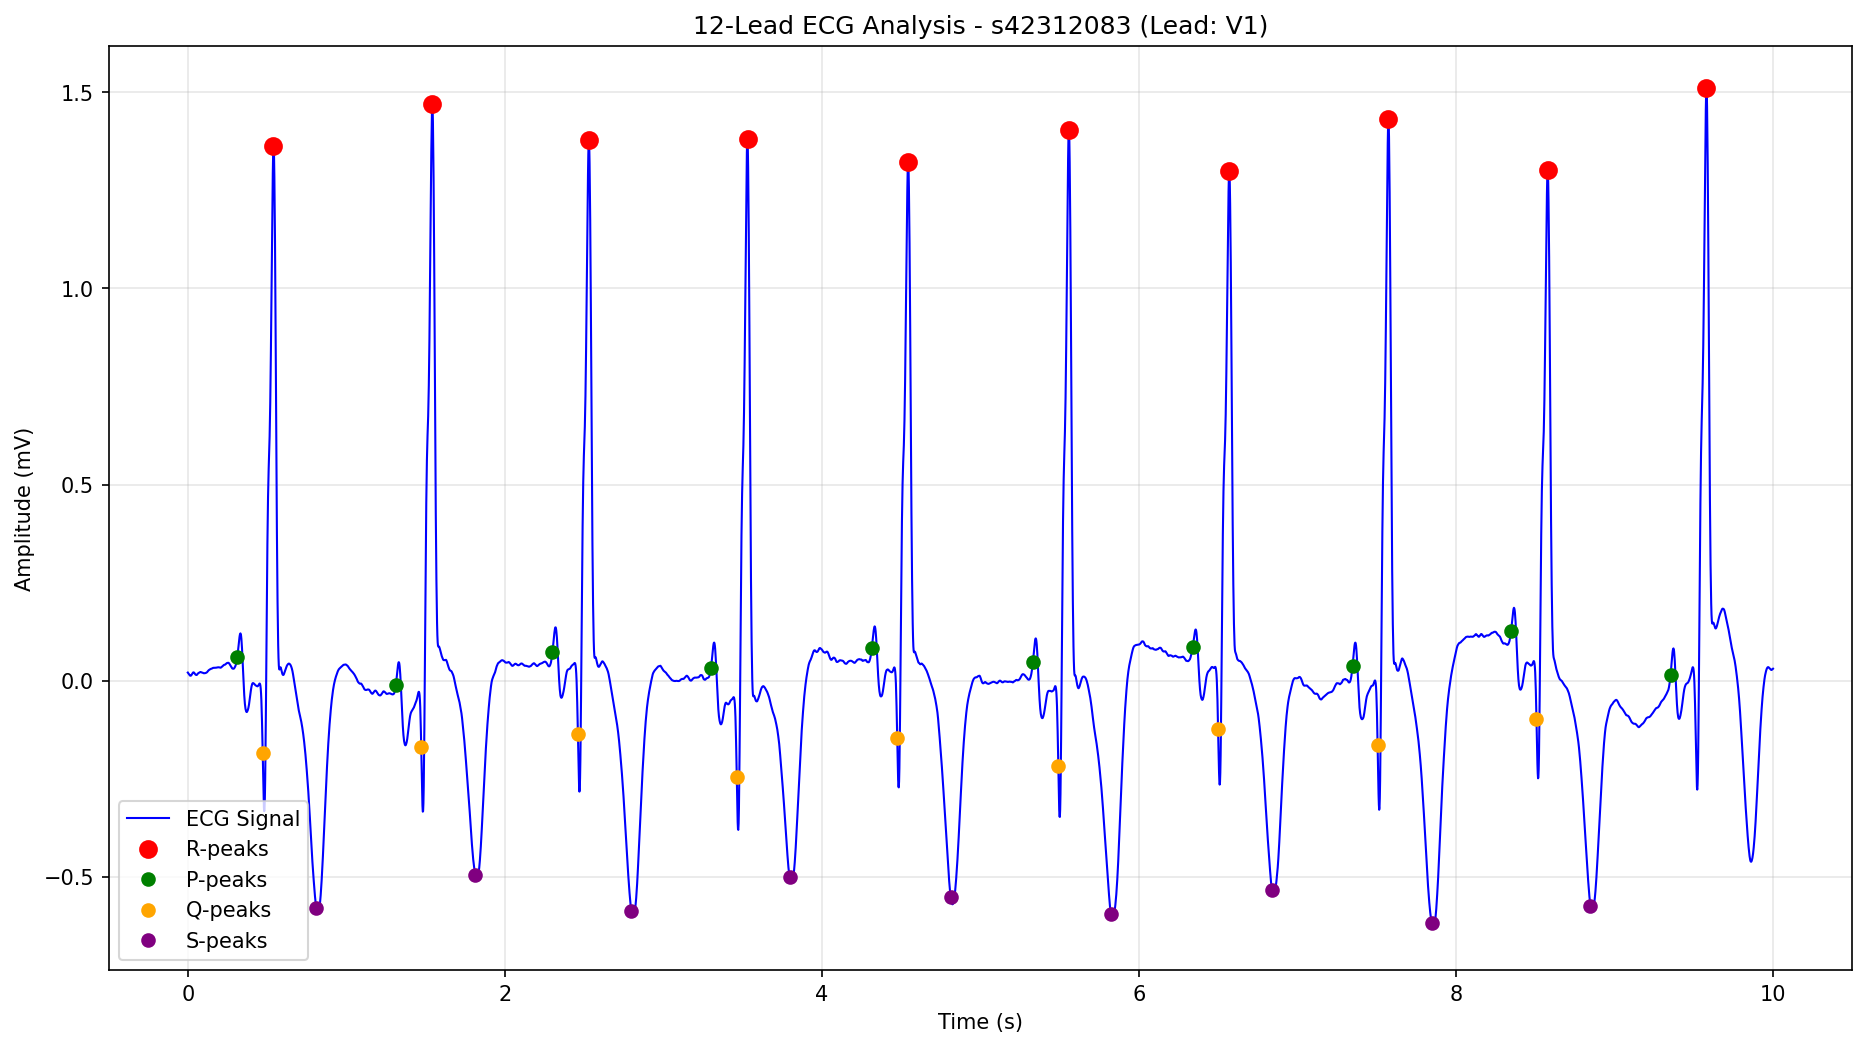 12-Lead ECG Analysis - s42312083 (Lead: V1)
Amplitude (mV)
1.5
1.0
0.5
0.0
−0.5
ECG Signal
R-peaks
P-peaks
Q-peaks
S-peaks
0 2 4 6 8 10
Time (s)